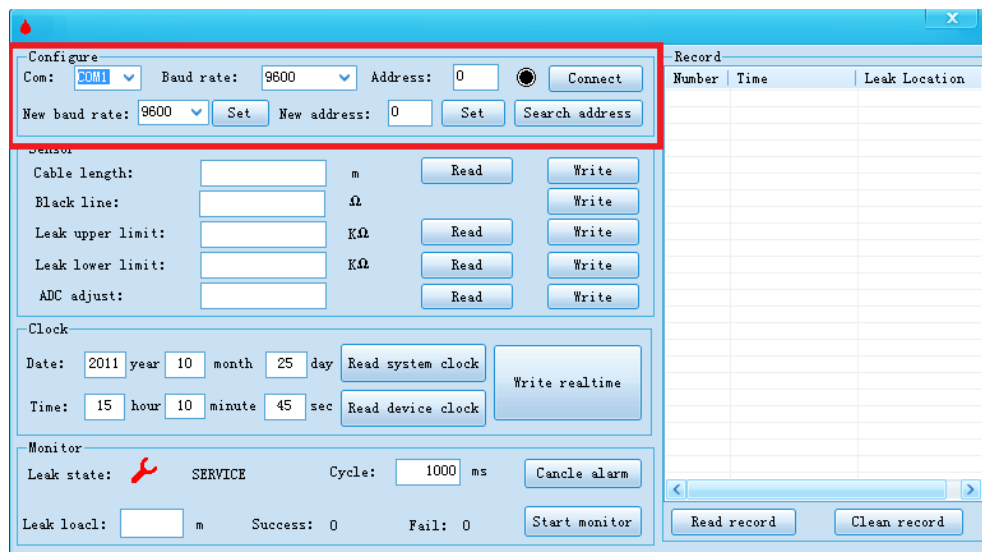 X
Configure
Com: COM1 Baud rate: 9600 Address: 0 Connect
New baud rate: 9600 Set New address: 0 Set Search address
Sensor
Cable length: m Read Write
Black line: Ω Write
Leak upper limit: KΩ Read Write
Leak lower limit: KΩ Read Write
ADC adjust: Read Write
Clock
Date: 2011 year 10 month 25 day Read system clock
Write realtime
Time: 15 hour 10 minute 45 sec Read device clock
Monitor
Leak state: SERVICE Cycle: 1000 ms Cancle alarm
Leak loacl: m Success: 0 Fail: 0 Start monitor
Record
Number Time Leak Location
Read record Clean record